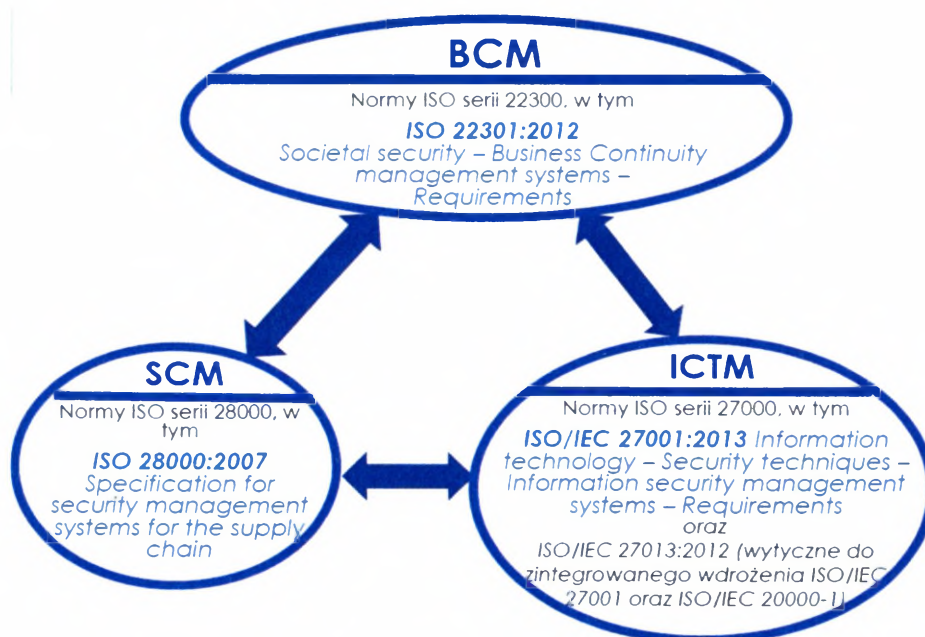 BCM
Normy ISO serii 22300, w tym
ISO 22301:2012
Societal security – Business Continuity
management systems –
Requirements
SCM
Normy ISO serii 28000, w
tym
ISO 28000:2007
Specification for
security management
systems for the supply
chain
ICTM
Normy ISO serii 27000, w tym
ISO/IEC 27001:2013 Information
technology – Security techniques –
Information security management
systems – Requirements
oraz
ISO/IEC 27013:2012 (wytyczne do
zintegrowanego wdrożenia ISO/IEC
27001 oraz ISO/IEC 20000-1)